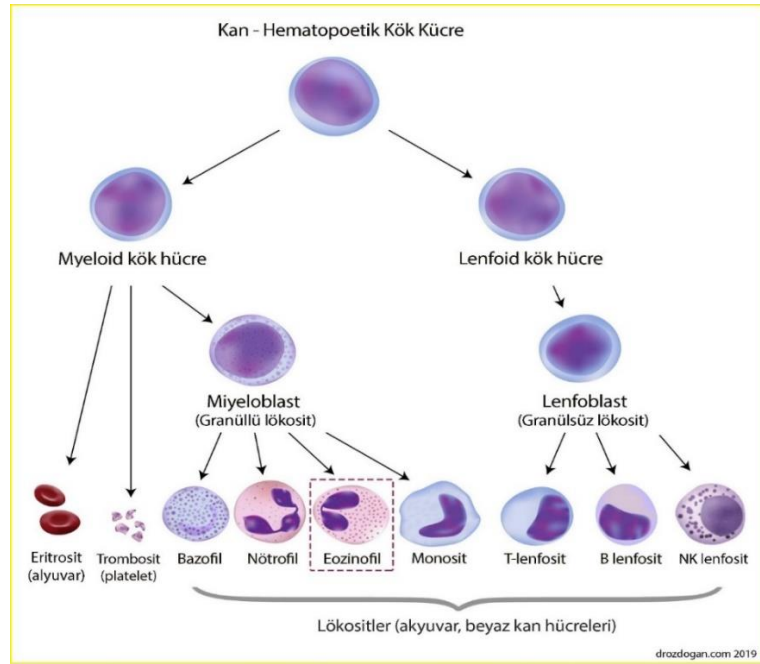 Kan - Hematopoetik Kök Kücre
Myeloid kök hücre
Lenfoid kök hücre
Miyeloblast
(Granüllü lökosit)
Lenfoblast
(Granülsüz lökosit)
Eritrosit
(alyuvar)
Trombosit
(platelet)
Bazofil
Nötrofil
Eozinofil
Monosit
T-lenfosit
B lenfosit
NK lenfosit
Lökositler (akyuvar, beyaz kan hücreleri)
drozdogan.com 2019